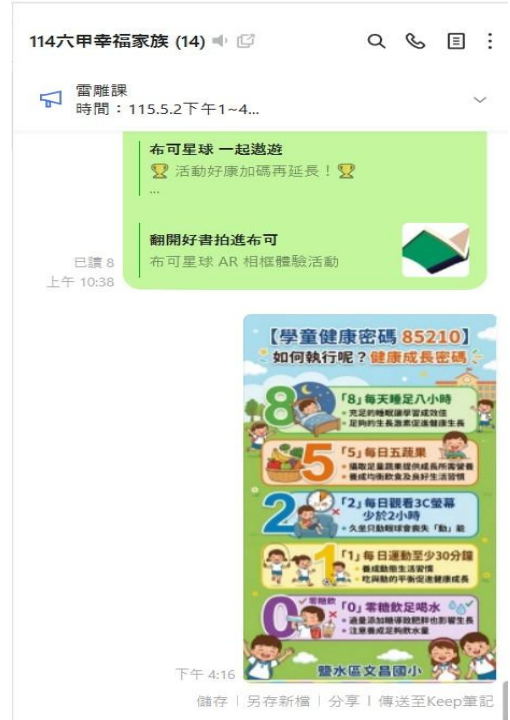 114六甲幸福家族 (14)
雷雕課
時間：115.5.2下午1~4...
布可星球 一起遨遊
🏆 活動好康加碼再延長！🏆
...
翻開好書拍進布可
布可星球 AR 相框體驗活動
已讀 8
上午 10:38
【學童健康密碼 85210】
如何執行呢？健康成長密碼
8
「8」每天睡足八小時
• 充足的睡眠讓學習成效佳
• 足夠的生長激素促進健康生長
5
「5」每日五蔬果
• 攝取足量蔬果提供成長所需營養
• 養成均衡飲食及良好生活習慣
2
「2」每日觀看3C螢幕
少於2小時
• 久坐只動眼球會喪失「動」能
1
「1」每日運動至少30分鐘
• 養成動態生活習慣
• 吃與動的平衡促進健康成長
0
零糖飲
「0」零糖飲足喝水
• 過量添加糖導致肥胖也影響生長
• 注意養成足夠飲水量
鹽水區文昌國小
下午 4:16
儲存 | 另存新檔 | 分享 | 傳送至Keep筆記